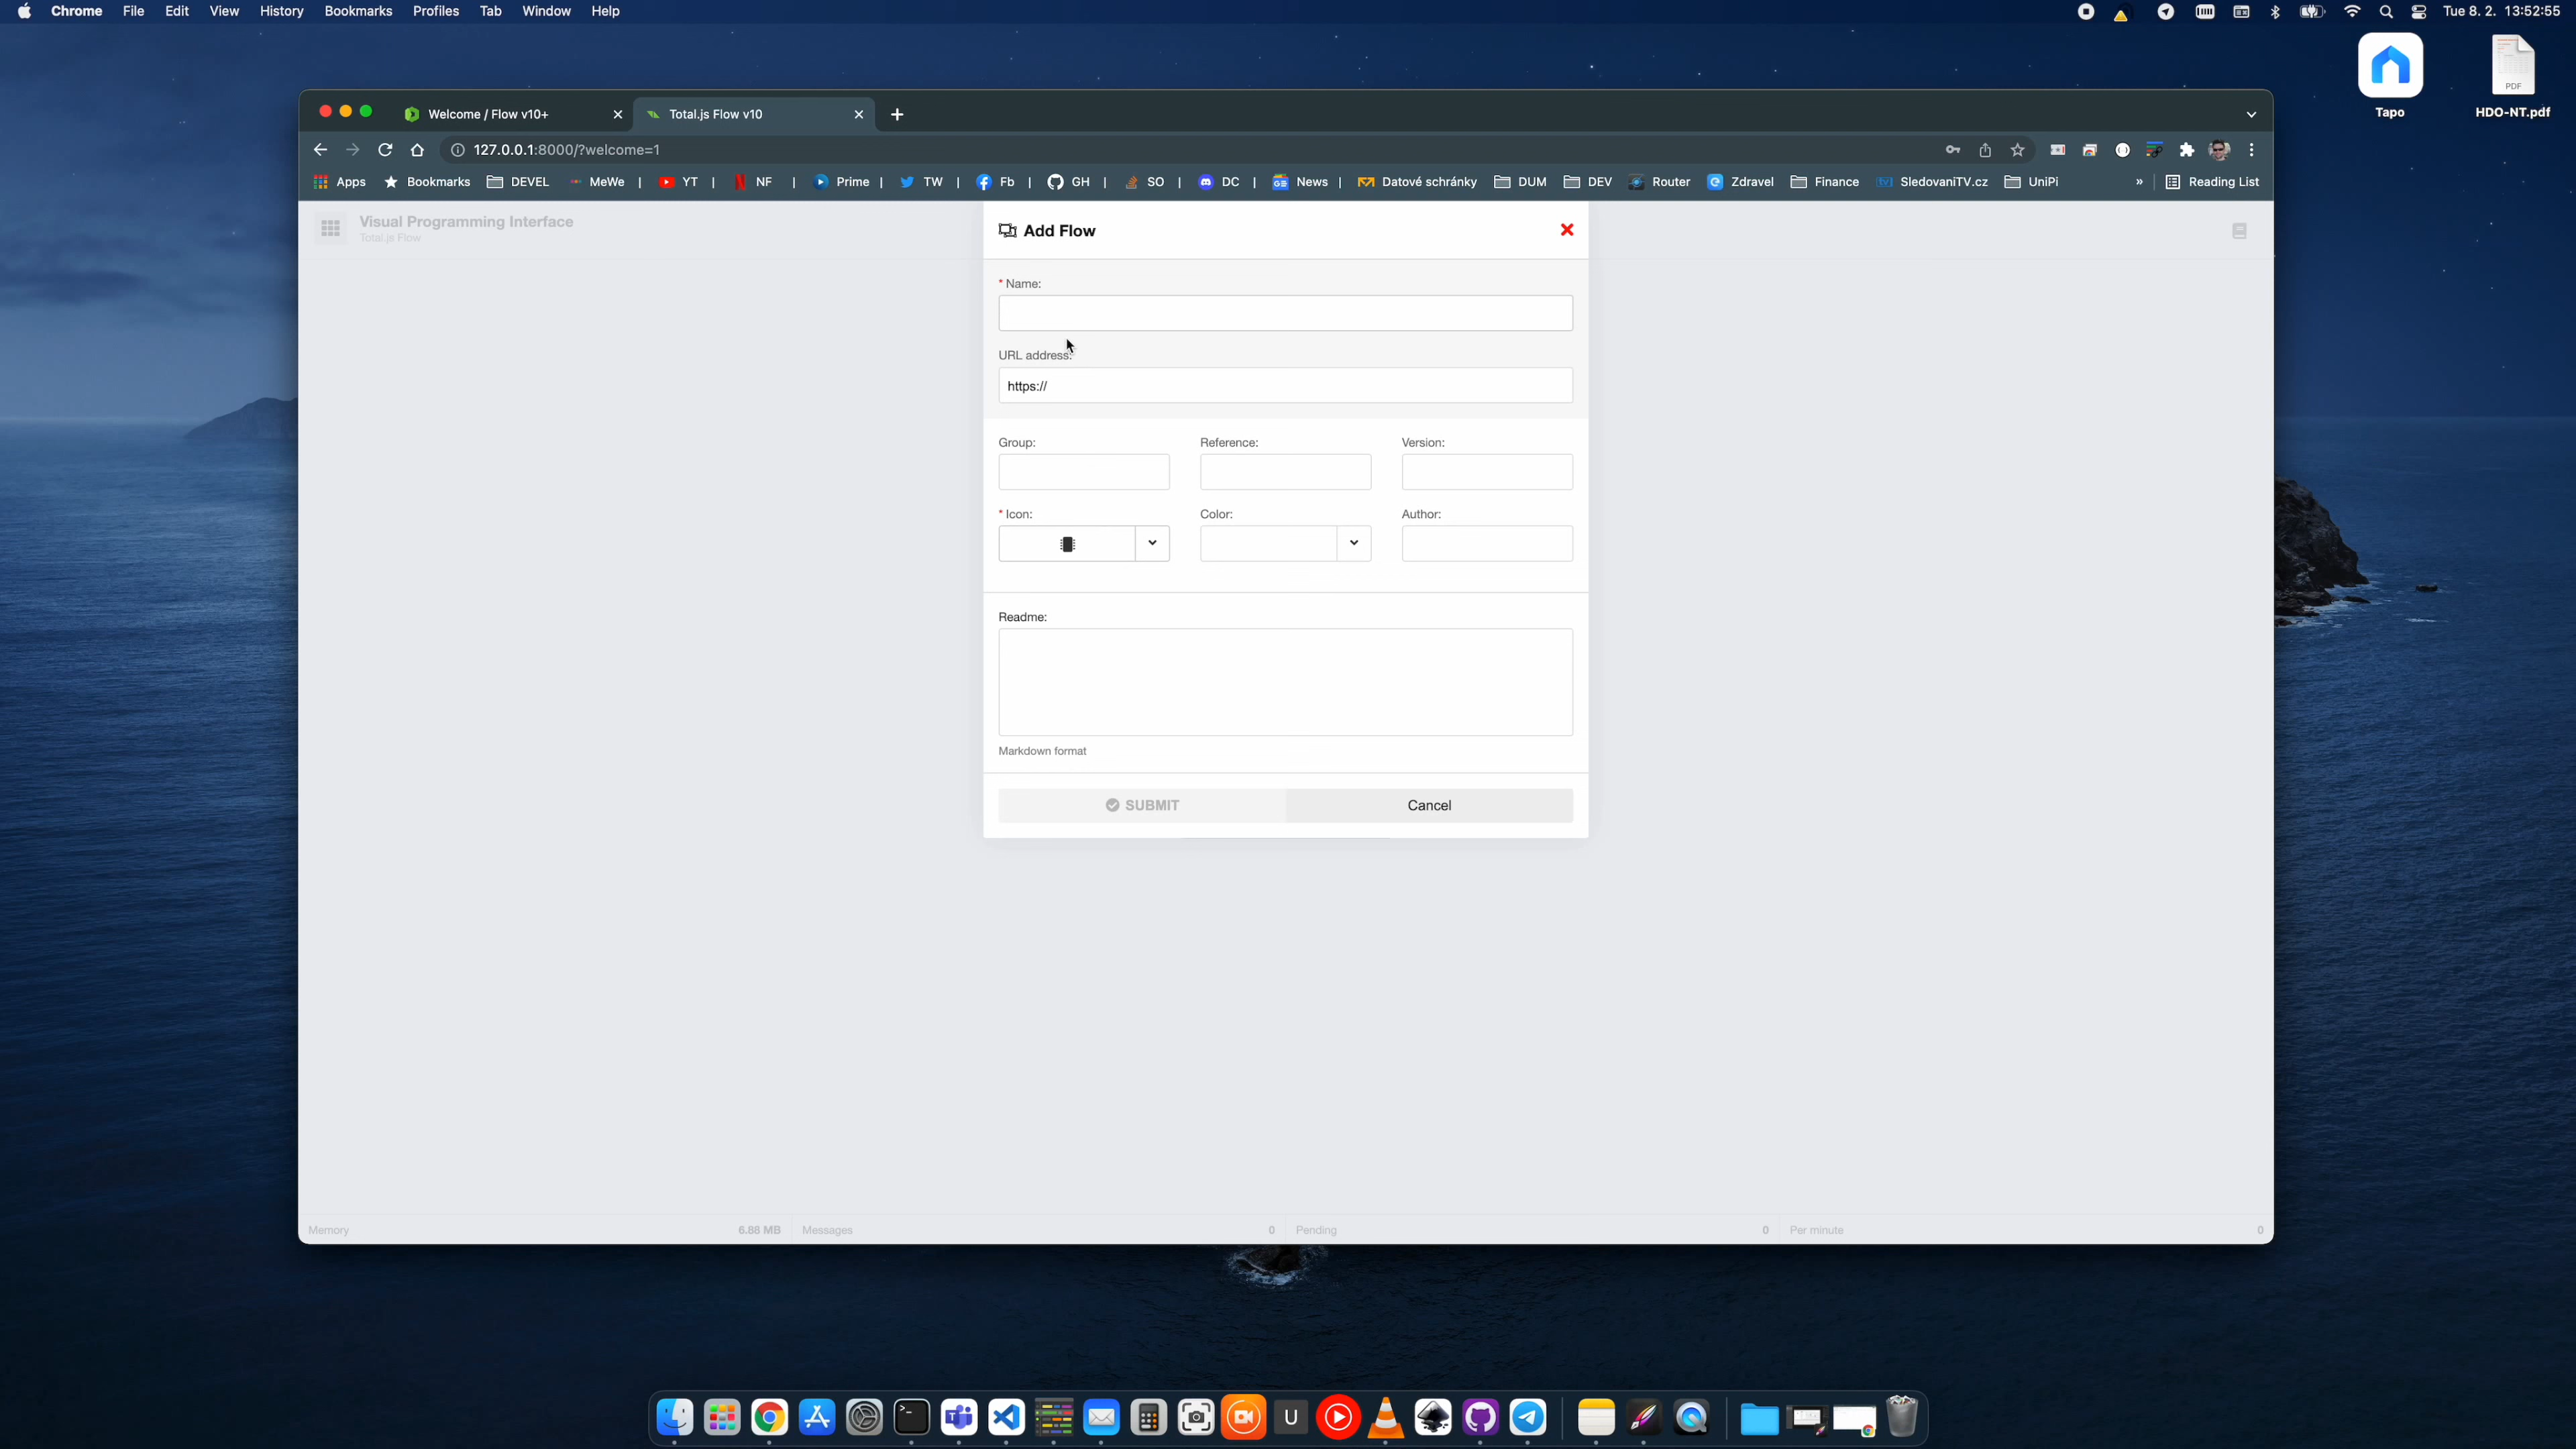 Chrome File Edit View History Bookmarks Profiles Tab Window Help
Tue 8. 2. 13:52:55
PDF
Tapo
HDO-NT.pdf
Welcome / Flow v10+
Total.js Flow v10
127.0.0.1:8000/?welcome=1
Apps Bookmarks DEVEL MeWe | YT | NF | Prime | TW | Fb | GH | SO | DC | News | Datové schránky DUM DEV Router Zdravel Finance SledovaniTV.cz UniPi » Reading List
Visual Programming Interface
Total.js Flow
Add Flow
* Name:
URL address:
https://
Group: Reference: Version:
* Icon: Color: Author:
Readme:
Markdown format
SUBMIT Cancel
Memory 6.88 MB Messages 0 Pending 0 Per minute 0
U